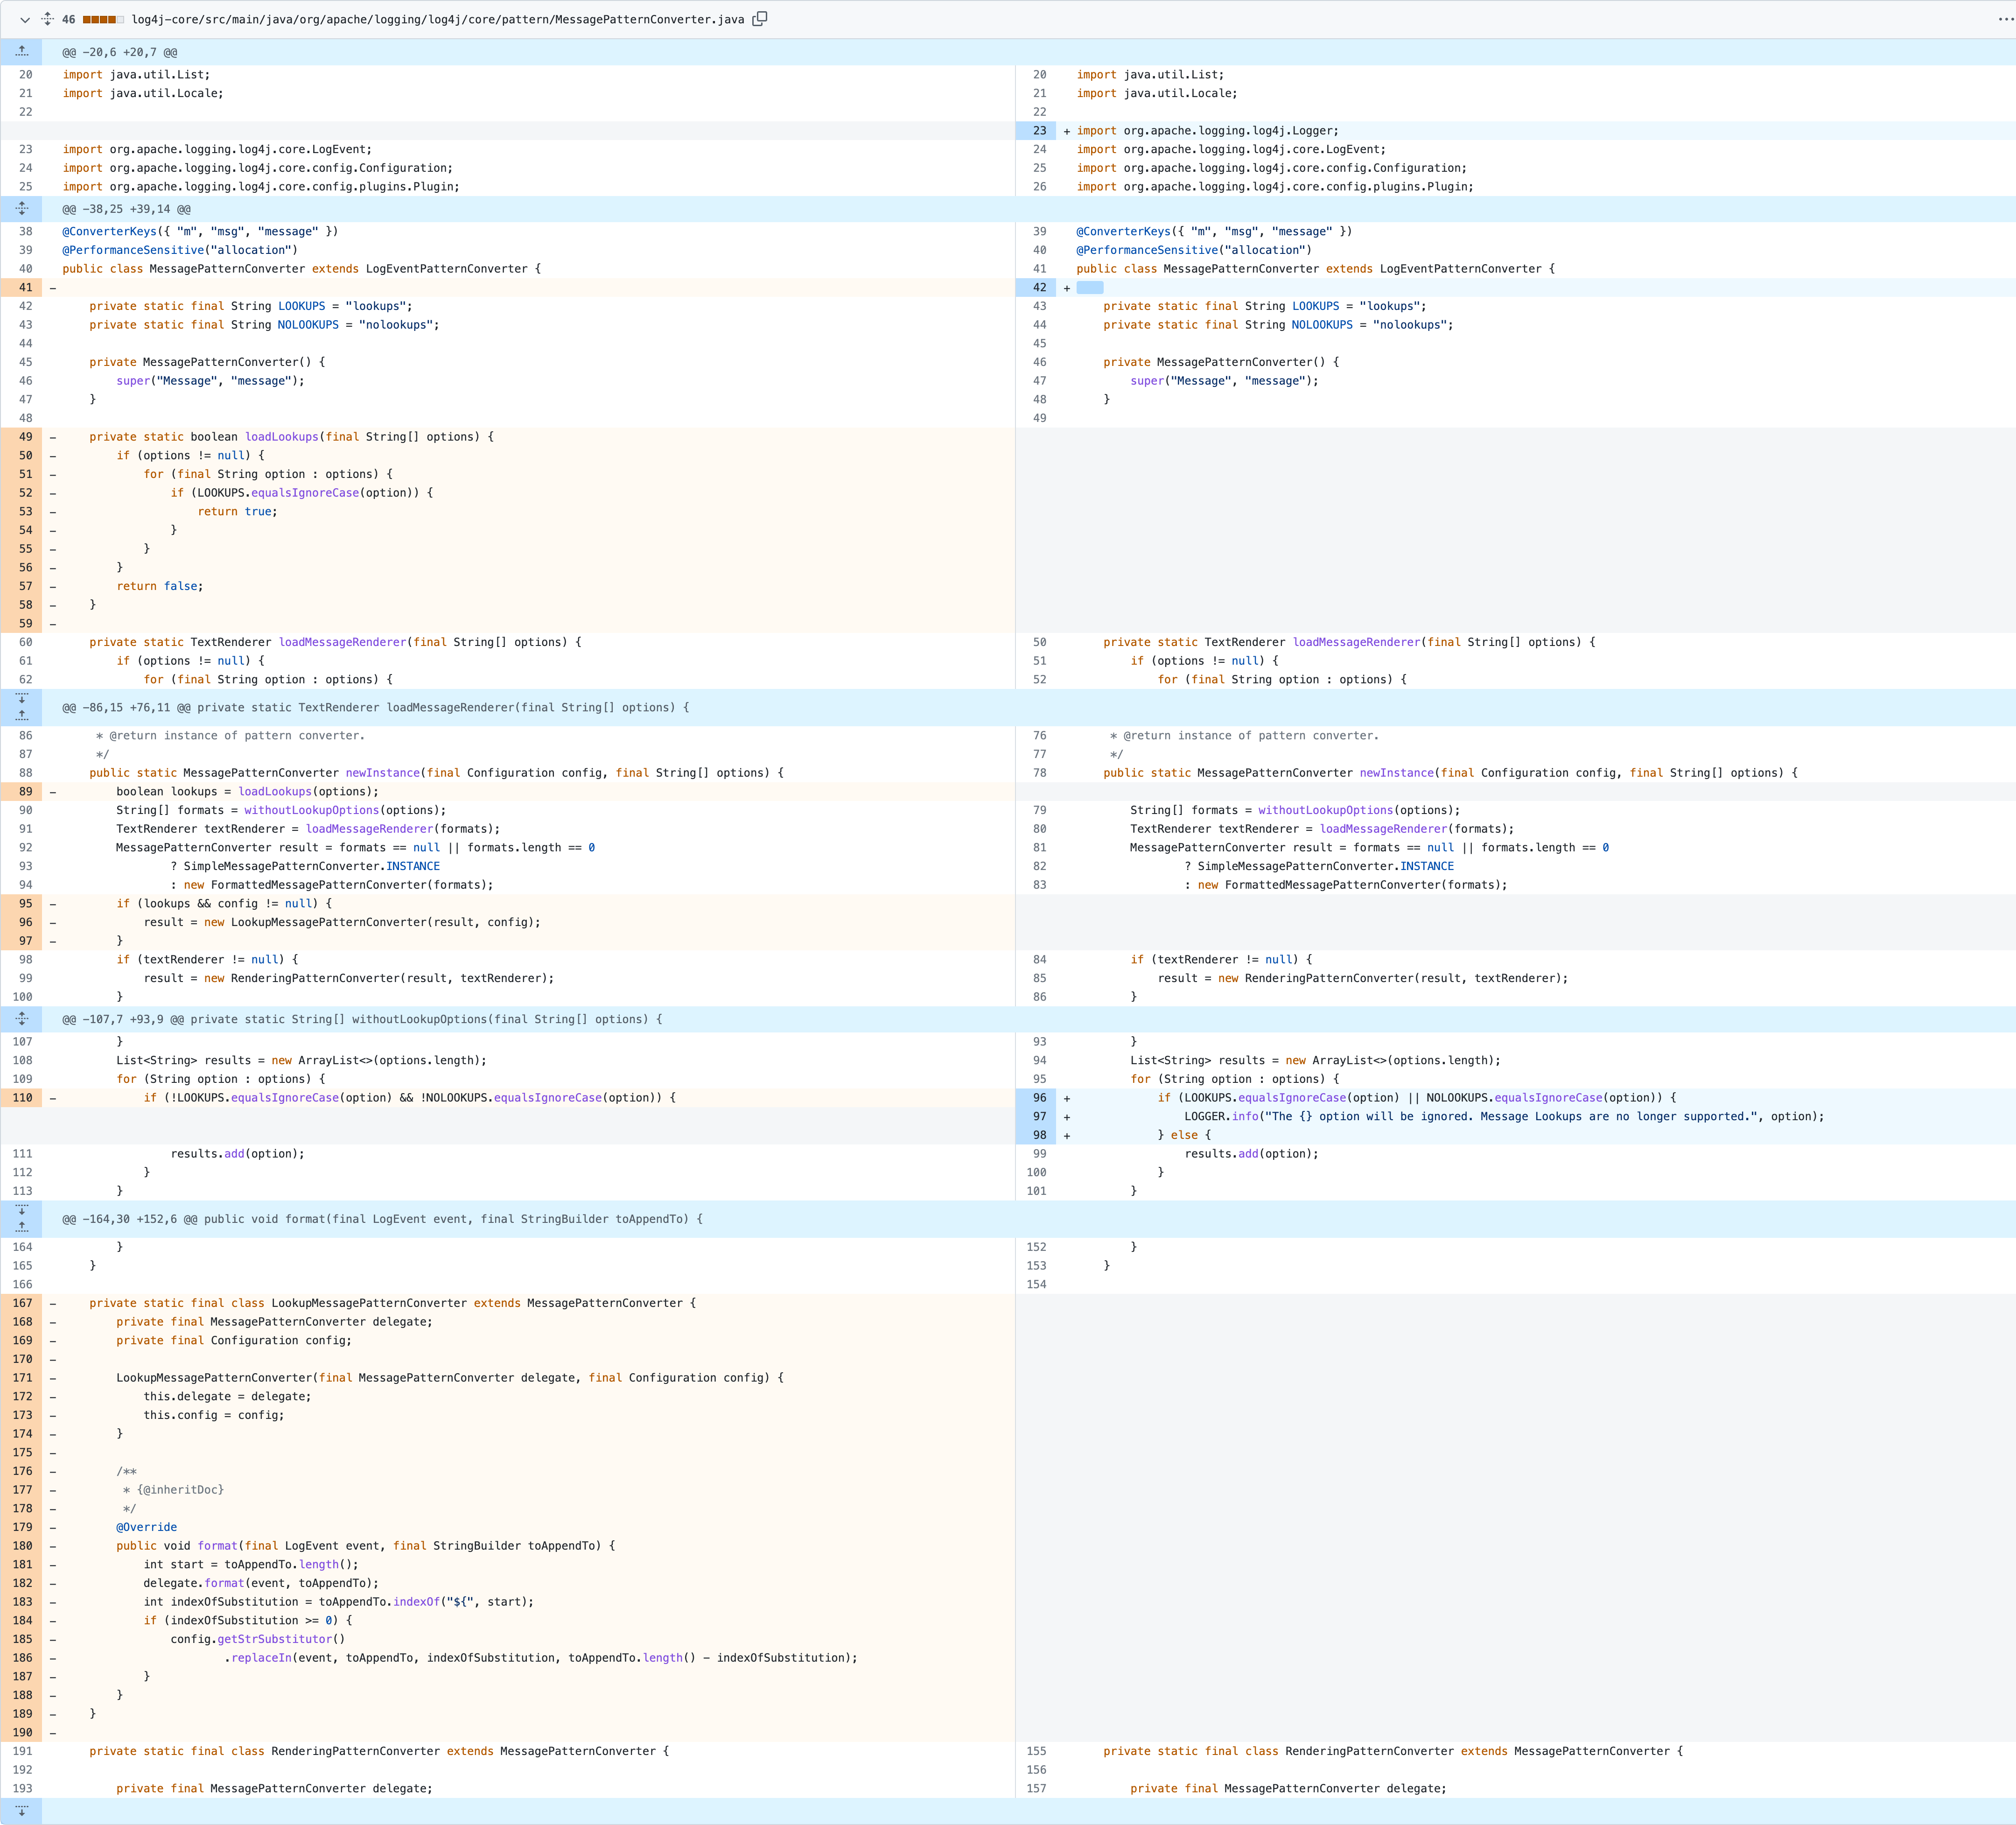 46 log4j-core/src/main/java/org/apache/logging/log4j/core/pattern/MessagePatternConverter.java
@@ -20,6 +20,7 @@
20 import java.util.List;
21 import java.util.Locale;
22
23 import org.apache.logging.log4j.core.LogEvent;
24 import org.apache.logging.log4j.core.config.Configuration;
25 import org.apache.logging.log4j.core.config.plugins.Plugin;
20 import java.util.List;
21 import java.util.Locale;
22
23 + import org.apache.logging.log4j.Logger;
24 import org.apache.logging.log4j.core.LogEvent;
25 import org.apache.logging.log4j.core.config.Configuration;
26 import org.apache.logging.log4j.core.config.plugins.Plugin;
@@ -38,25 +39,14 @@
38 @ConverterKeys({ "m", "msg", "message" })
39 @PerformanceSensitive("allocation")
40 public class MessagePatternConverter extends LogEventPatternConverter {
41 -
42 private static final String LOOKUPS = "lookups";
43 private static final String NOLOOKUPS = "nolookups";
44
45 private MessagePatternConverter() {
46 super("Message", "message");
47 }
48
49 - private static boolean loadLookups(final String[] options) {
50 - if (options != null) {
51 - for (final String option : options) {
52 - if (LOOKUPS.equalsIgnoreCase(option)) {
53 - return true;
54 - }
55 - }
56 - }
57 - return false;
58 - }
59 -
60 private static TextRenderer loadMessageRenderer(final String[] options) {
61 if (options != null) {
62 for (final String option : options) {
39 @ConverterKeys({ "m", "msg", "message" })
40 @PerformanceSensitive("allocation")
41 public class MessagePatternConverter extends LogEventPatternConverter {
42 +
43 private static final String LOOKUPS = "lookups";
44 private static final String NOLOOKUPS = "nolookups";
45
46 private MessagePatternConverter() {
47 super("Message", "message");
48 }
49
50 private static TextRenderer loadMessageRenderer(final String[] options) {
51 if (options != null) {
52 for (final String option : options) {
@@ -86,15 +76,11 @@ private static TextRenderer loadMessageRenderer(final String[] options) {
86 * @return instance of pattern converter.
87 */
88 public static MessagePatternConverter newInstance(final Configuration config, final String[] options) {
89 - boolean lookups = loadLookups(options);
90 String[] formats = withoutLookupOptions(options);
91 TextRenderer textRenderer = loadMessageRenderer(formats);
92 MessagePatternConverter result = formats == null || formats.length == 0
93 ? SimpleMessagePatternConverter.INSTANCE
94 : new FormattedMessagePatternConverter(formats);
95 - if (lookups && config != null) {
96 - result = new LookupMessagePatternConverter(result, config);
97 - }
98 if (textRenderer != null) {
99 result = new RenderingPatternConverter(result, textRenderer);
100 }
76 * @return instance of pattern converter.
77 */
78 public static MessagePatternConverter newInstance(final Configuration config, final String[] options) {
79 String[] formats = withoutLookupOptions(options);
80 TextRenderer textRenderer = loadMessageRenderer(formats);
81 MessagePatternConverter result = formats == null || formats.length == 0
82 ? SimpleMessagePatternConverter.INSTANCE
83 : new FormattedMessagePatternConverter(formats);
84 if (textRenderer != null) {
85 result = new RenderingPatternConverter(result, textRenderer);
86 }
@@ -107,7 +93,9 @@ private static String[] withoutLookupOptions(final String[] options) {
107 }
108 List<String> results = new ArrayList<>(options.length);
109 for (String option : options) {
110 - if (!LOOKUPS.equalsIgnoreCase(option) && !NOLOOKUPS.equalsIgnoreCase(option)) {
111 results.add(option);
112 }
113 }
93 }
94 List<String> results = new ArrayList<>(options.length);
95 for (String option : options) {
96 + if (LOOKUPS.equalsIgnoreCase(option) || NOLOOKUPS.equalsIgnoreCase(option)) {
97 + LOGGER.info("The {} option will be ignored. Message Lookups are no longer supported.", option);
98 + } else {
99 results.add(option);
100 }
101 }
@@ -164,30 +152,6 @@ public void format(final LogEvent event, final StringBuilder toAppendTo) {
164 }
165 }
166
167 - private static final class LookupMessagePatternConverter extends MessagePatternConverter {
168 - private final MessagePatternConverter delegate;
169 - private final Configuration config;
170 -
171 - LookupMessagePatternConverter(final MessagePatternConverter delegate, final Configuration config) {
172 - this.delegate = delegate;
173 - this.config = config;
174 - }
175 -
176 - /**
177 - * {@inheritDoc}
178 - */
179 - @Override
180 - public void format(final LogEvent event, final StringBuilder toAppendTo) {
181 - int start = toAppendTo.length();
182 - delegate.format(event, toAppendTo);
183 - int indexOfSubstitution = toAppendTo.indexOf("${", start);
184 - if (indexOfSubstitution >= 0) {
185 - config.getStrSubstitutor()
186 - .replaceIn(event, toAppendTo, indexOfSubstitution, toAppendTo.length() - indexOfSubstitution);
187 - }
188 - }
189 - }
190 -
191 private static final class RenderingPatternConverter extends MessagePatternConverter {
192
193 private final MessagePatternConverter delegate;
152 }
153 }
154
155 private static final class RenderingPatternConverter extends MessagePatternConverter {
156
157 private final MessagePatternConverter delegate;